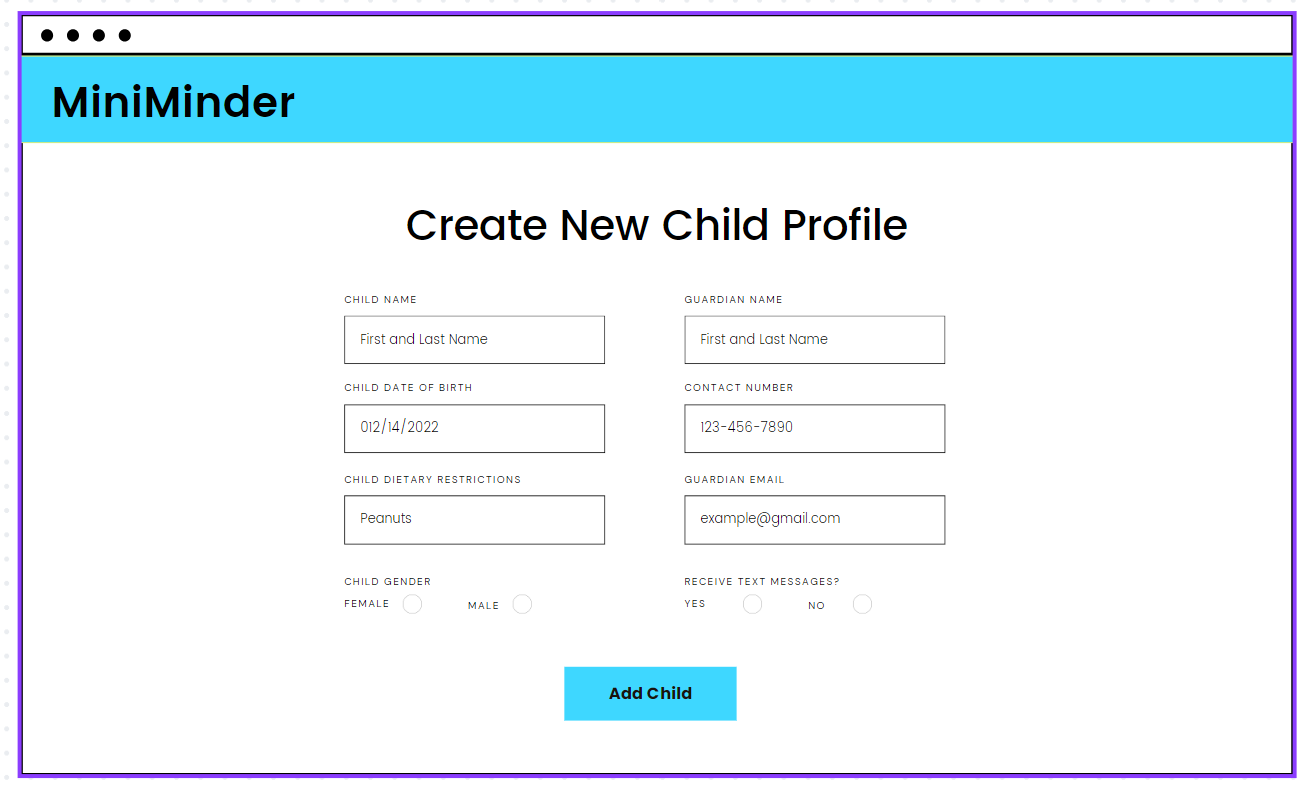 MiniMinder
Create New Child Profile
CHILD NAME
GUARDIAN NAME
First and Last Name
First and Last Name
CHILD DATE OF BIRTH
CONTACT NUMBER
012/14/2022
123-456-7890
CHILD DIETARY RESTRICTIONS
GUARDIAN EMAIL
Peanuts
example@gmail.com
CHILD GENDER
RECEIVE TEXT MESSAGES?
FEMALE MALE
YES NO
Add Child